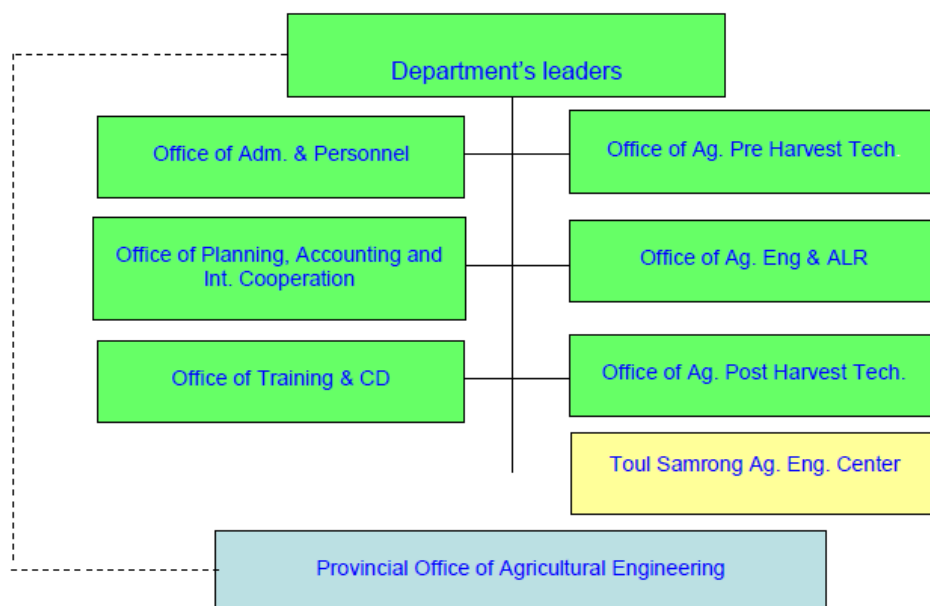 Department's leaders
Office of Adm. & Personnel
Office of Ag. Pre Harvest Tech.
Office of Planning, Accounting and
Int. Cooperation
Office of Ag. Eng & ALR
Office of Training & CD
Office of Ag. Post Harvest Tech.
Toul Samrong Ag. Eng. Center
Provincial Office of Agricultural Engineering